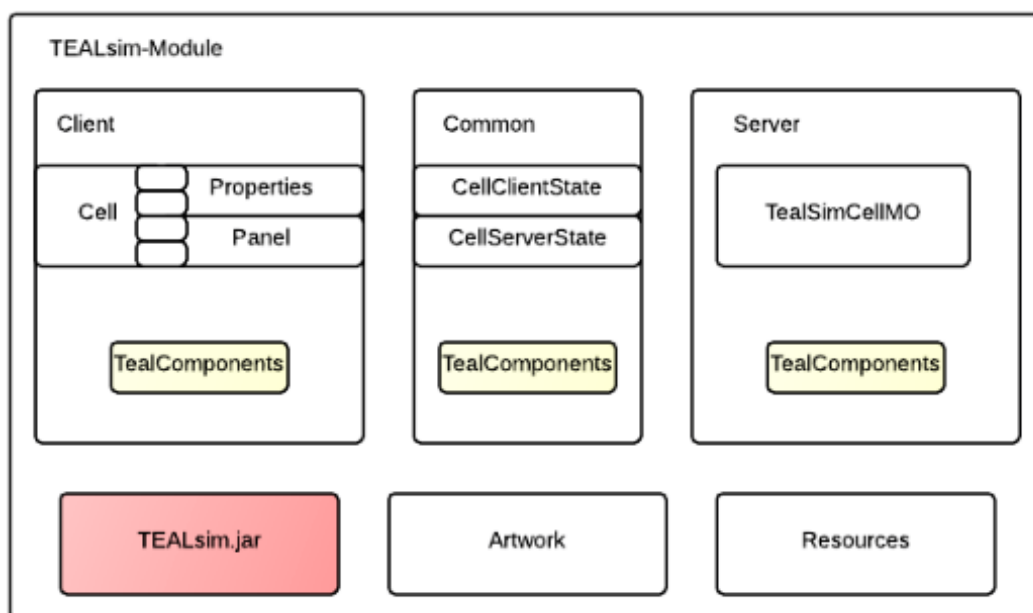 TEALsim-Module
Client
Common
Server
Cell
Properties
Panel
CellClientState
CellServerState
TealSimCellMO
TealComponents
TealComponents
TealComponents
TEALsim.jar
Artwork
Resources